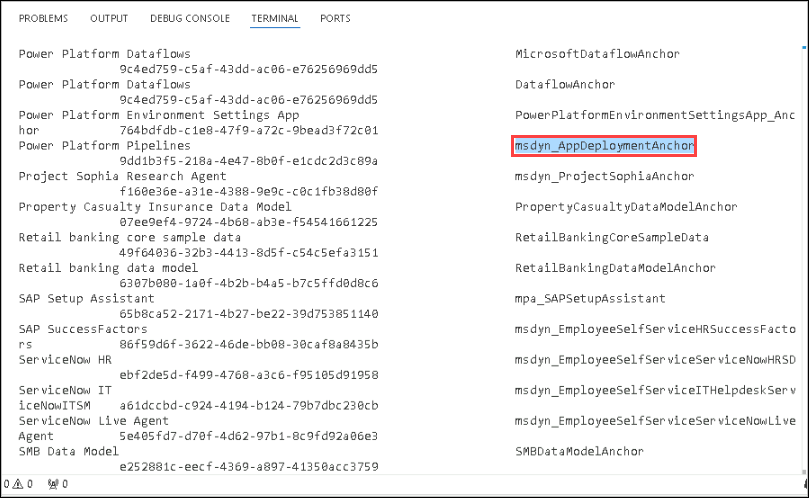 PROBLEMS OUTPUT DEBUG CONSOLE TERMINAL PORTS
Power Platform Dataflows MicrosoftDataflowAnchor
9c4ed759-c5af-43dd-ac06-e76256969dd5
Power Platform Dataflows DataflowAnchor
9c4ed759-c5af-43dd-ac06-e76256969dd5
Power Platform Environment Settings App PowerPlatformEnvironmentSettingsApp_Anc
hor 764bdfdb-c1e8-47f9-a72c-9bead3f72c01
Power Platform Pipelines msdyn_AppDeploymentAnchor
9dd1b3f5-218a-4e47-8b0f-e1cdc2d3c89a
Project Sophia Research Agent msdyn_ProjectSophiaAnchor
f160e36e-a31e-4388-9e9c-c0c1fb38d80f
Property Casualty Insurance Data Model PropertyCasualtyDataModelAnchor
07ee9ef4-9724-4b68-ab3e-f54541661225
Retail banking core sample data RetailBankingCoreSampleData
49f64036-32b3-4413-8d5f-c54c5efa3151
Retail banking data model RetailBankingDataModelAnchor
6307b080-1a0f-4b2b-b4a5-b7c5ffd0d8c6
SAP Setup Assistant mpa_SAPSetupAssistant
65b8ca52-2171-4b27-be22-39d753851140
SAP SuccessFactors msdyn_EmployeeSelfServiceHRSuccessFacto
rs 86f59d6f-3622-46de-bb08-30caf8a8435b
ServiceNow HR msdyn_EmployeeSelfServiceServiceNowHRSD
ebf2de5d-f499-4768-a3c6-f95105d91958
ServiceNow IT msdyn_EmployeeSelfServiceITHelpdeskServ
iceNowITSM a61dccbd-c924-4194-b124-79b7dbc230cb
ServiceNow Live Agent msdyn_EmployeeSelfServiceServiceNowLive
Agent 5e405fd7-d70f-4d62-97b1-8c9fd92a06e3
SMB Data Model SMBDataModelAnchor
e252881c-eecf-4369-a897-41350acc3759
0 0 0